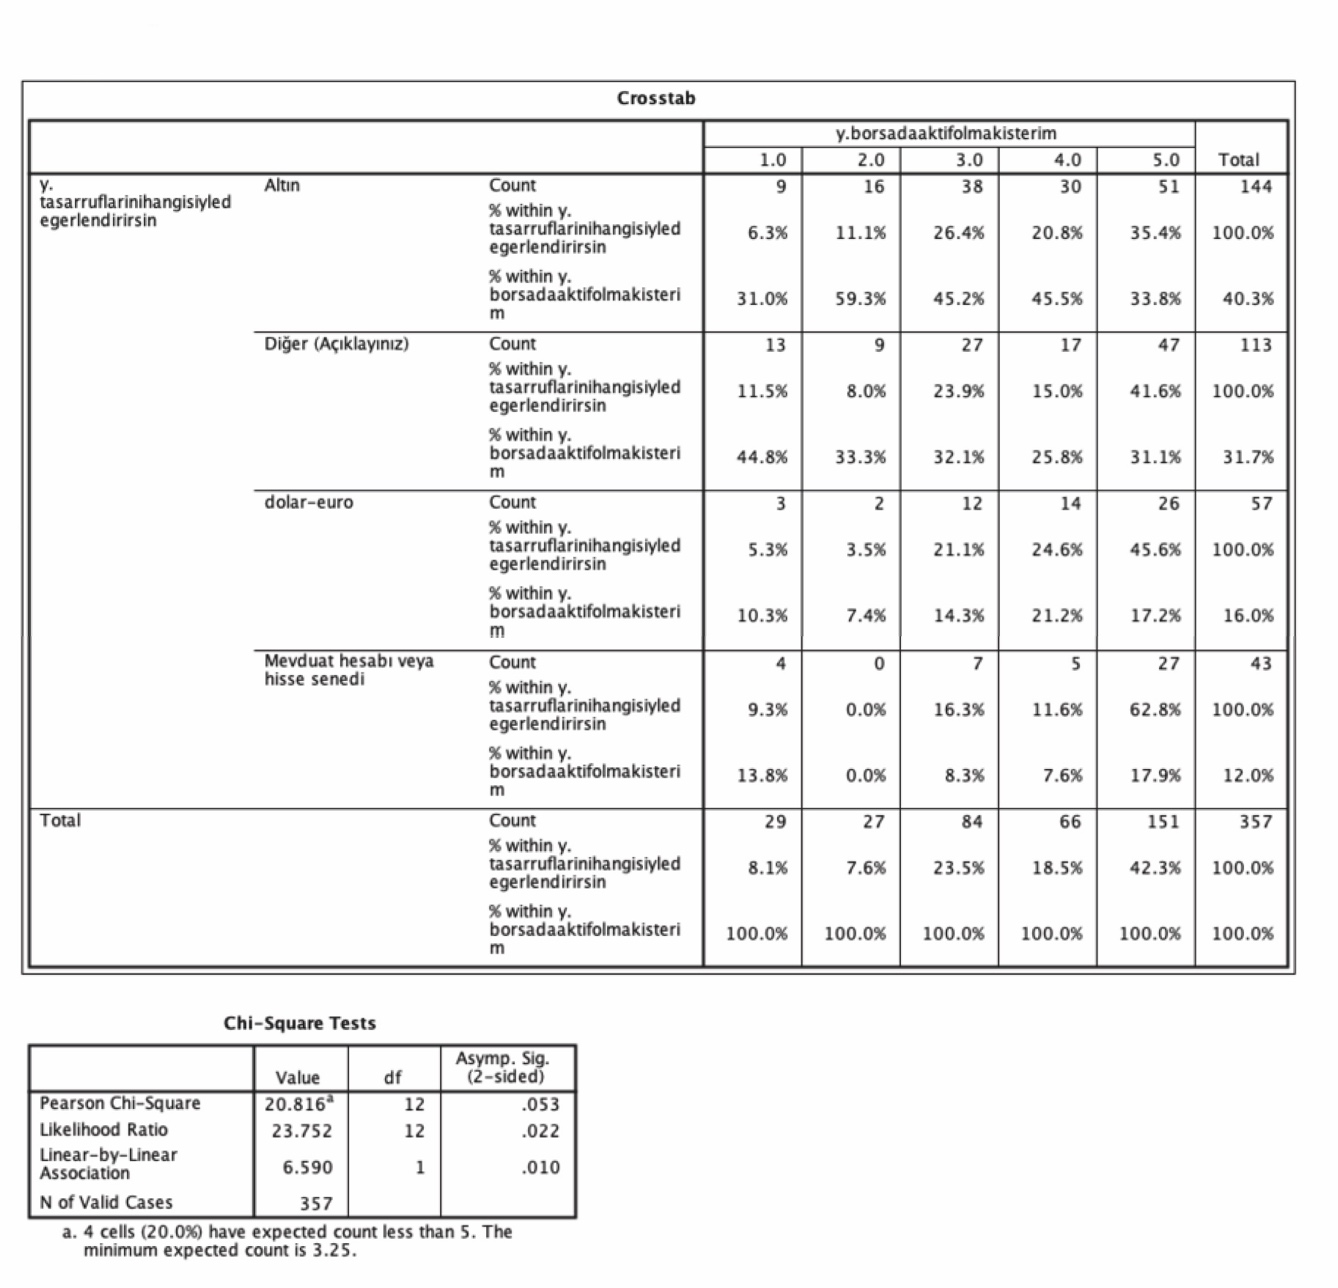 Crosstab
y.borsadaaktifolmakisterim
1.0 2.0 3.0 4.0 5.0 Total
y.
tasarruflarinihangisiyled
egerlendirirsin
Altın Count 9 16 38 30 51 144
% within y.
tasarruflarinihangisiyled
egerlendirirsin
6.3% 11.1% 26.4% 20.8% 35.4% 100.0%
% within y.
borsadaaktifolmakisteri
m
31.0% 59.3% 45.2% 45.5% 33.8% 40.3%
Diğer (Açıklayınız) Count 13 9 27 17 47 113
% within y.
tasarruflarinihangisiyled
egerlendirirsin
11.5% 8.0% 23.9% 15.0% 41.6% 100.0%
% within y.
borsadaaktifolmakisteri
m
44.8% 33.3% 32.1% 25.8% 31.1% 31.7%
dolar-euro Count 3 2 12 14 26 57
% within y.
tasarruflarinihangisiyled
egerlendirirsin
5.3% 3.5% 21.1% 24.6% 45.6% 100.0%
% within y.
borsadaaktifolmakisteri
m
10.3% 7.4% 14.3% 21.2% 17.2% 16.0%
Mevduat hesabı veya
hisse senedi
Count 4 0 7 5 27 43
% within y.
tasarruflarinihangisiyled
egerlendirirsin
9.3% 0.0% 16.3% 11.6% 62.8% 100.0%
% within y.
borsadaaktifolmakisteri
m
13.8% 0.0% 8.3% 7.6% 17.9% 12.0%
Total Count 29 27 84 66 151 357
% within y.
tasarruflarinihangisiyled
egerlendirirsin
8.1% 7.6% 23.5% 18.5% 42.3% 100.0%
% within y.
borsadaaktifolmakisteri
m
100.0% 100.0% 100.0% 100.0% 100.0% 100.0%
Chi-Square Tests
Value df Asymp. Sig.
(2-sided)
Pearson Chi-Square 20.816a 12 .053
Likelihood Ratio 23.752 12 .022
Linear-by-Linear
Association 6.590 1 .010
N of Valid Cases 357
a. 4 cells (20.0%) have expected count less than 5. The
minimum expected count is 3.25.